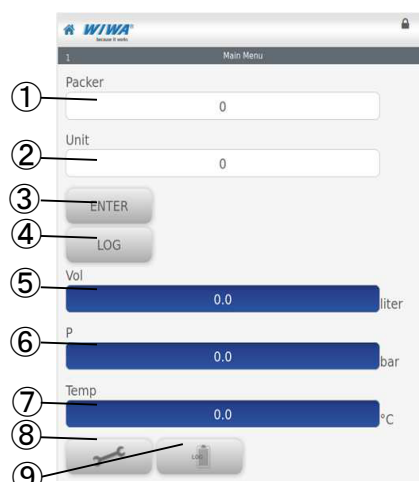 WIWA®
because it works
1 Main Menu
Packer
① 0
Unit
② 0
③ ENTER
④ LOG
Vol
⑤ 0.0 liter
P
⑥ 0.0 bar
Temp
⑦ 0.0 °C
⑧
⑨ LOG